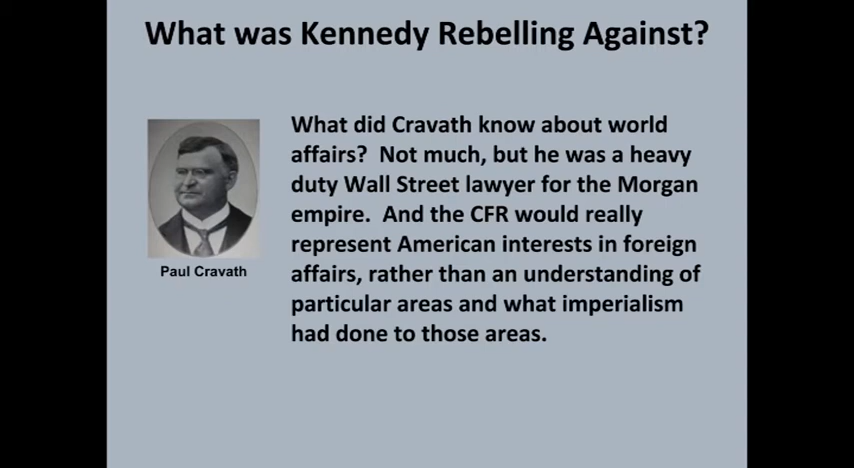 What was Kennedy Rebelling Against?
What did Cravath know about world
affairs? Not much, but he was a heavy
duty Wall Street lawyer for the Morgan
empire. And the CFR would really
represent American interests in foreign
affairs, rather than an understanding of
particular areas and what imperialism
had done to those areas.
Paul Cravath